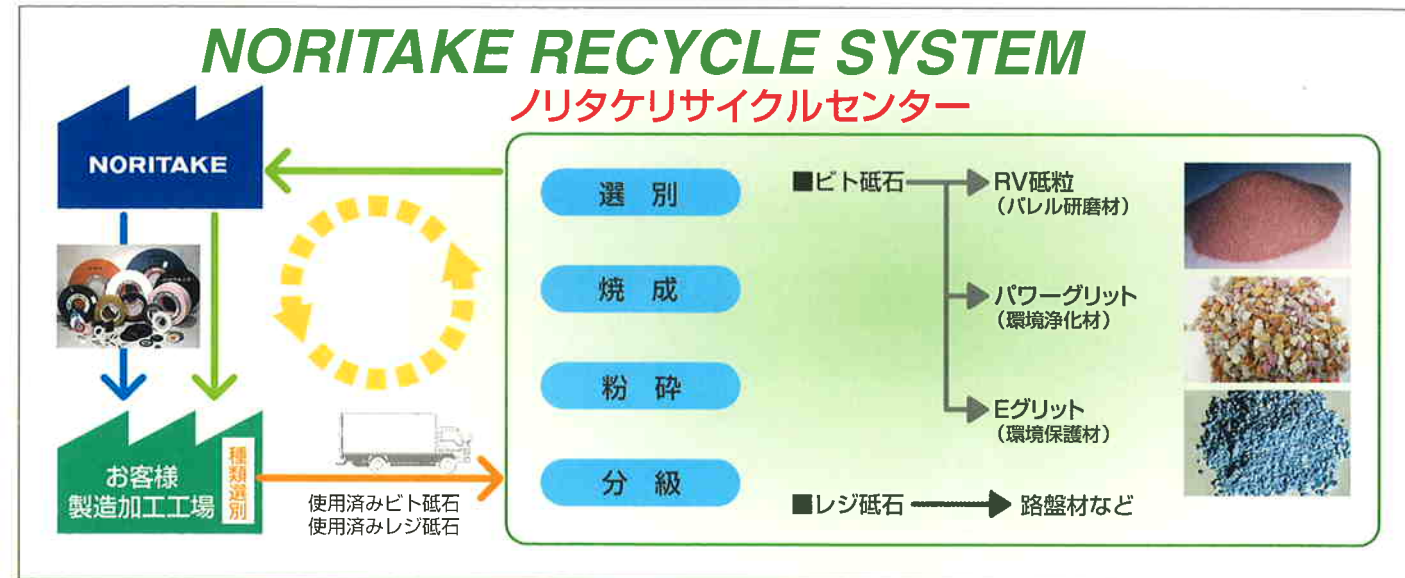 NORITAKE RECYCLE SYSTEM
ノリタケリサイクルセンター
NORITAKE
選別
焼成
粉砕
分級
■ビト砥石
RV砥粒
(バレル研磨材)
パワーグリット
(環境浄化材)
Eグリット
(環境保護材)
■レジ砥石
路盤材など
お客様
製造加工工場
種類選別
使用済みビト砥石
使用済みレジ砥石